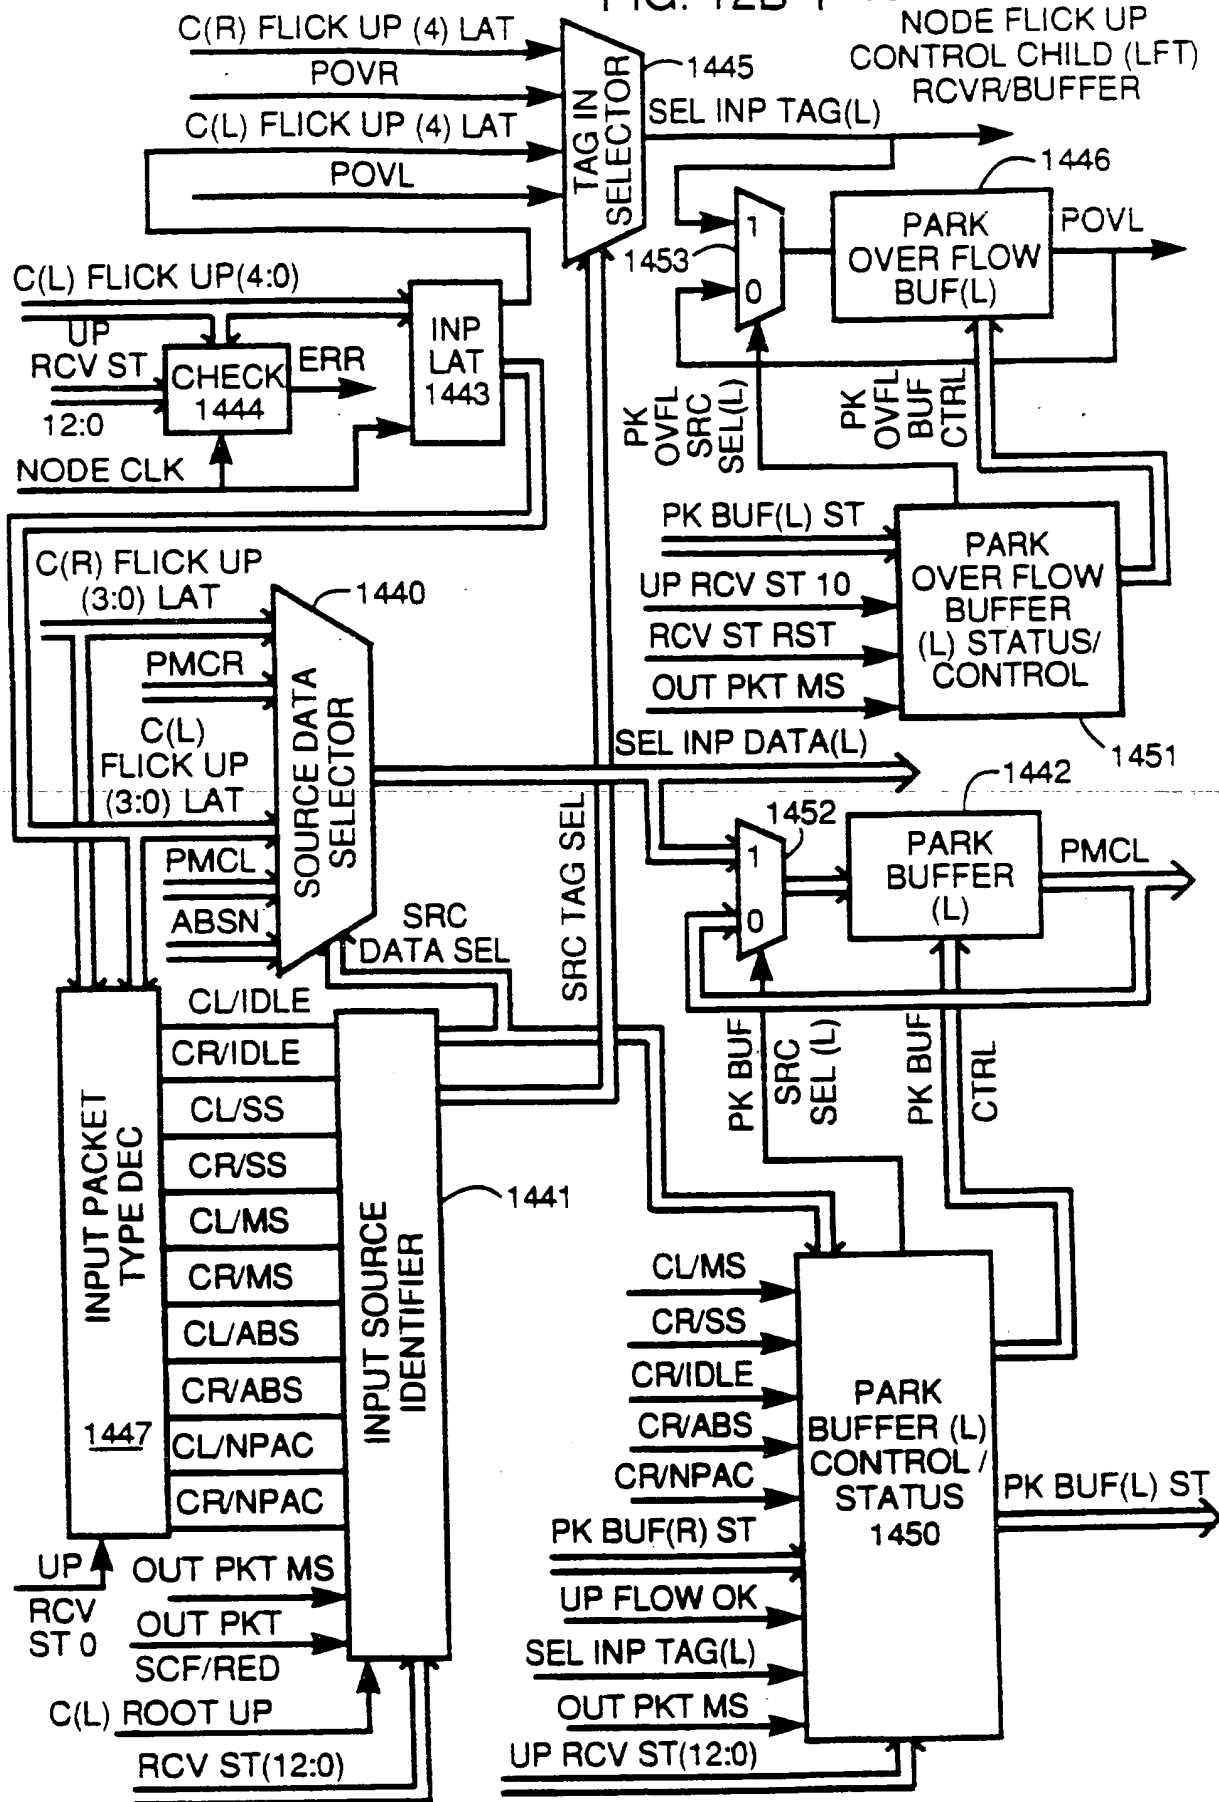 FIG. 12B-1
NODE FLICK UP
CONTROL CHILD (LFT)
RCVR/BUFFER
C(R) FLICK UP (4) LAT
POVR
C(L) FLICK UP (4) LAT
POVL
TAG IN
SELECTOR
1445
SEL INP TAG(L)
1446
1
0
1453
PARK
OVER FLOW
BUF(L)
POVL
C(L) FLICK UP(4:0)
UP
RCV ST
12:0
CHECK
1444
ERR
INP
LAT
1443
NODE CLK
PK
OVFL
SRC
SEL(L)
PK
OVFL
BUF
CTRL
PK BUF(L) ST
UP RCV ST 10
RCV ST RST
OUT PKT MS
PARK
OVER FLOW
BUFFER
(L) STATUS/
CONTROL
1451
C(R) FLICK UP
(3:0) LAT
PMCR
C(L)
FLICK UP
(3:0) LAT
PMCL
ABSN
1440
SOURCE DATA
SELECTOR
SRC
DATA SEL
SRC TAG SEL
SEL INP DATA(L)
1442
1452
1
0
PARK
BUFFER
(L)
PMCL
PK BUF
SRC
SEL (L)
PK BUF
CTRL
INPUT PACKET
TYPE DEC
1447
CL/IDLE
CR/IDLE
CL/SS
CR/SS
CL/MS
CR/MS
CL/ABS
CR/ABS
CL/NPAC
CR/NPAC
INPUT SOURCE
IDENTIFIER
1441
UP
RCV
ST 0
OUT PKT MS
OUT PKT
SCF/RED
C(L) ROOT UP
RCV ST(12:0)
CL/MS
CR/SS
CR/IDLE
CR/ABS
CR/NPAC
PK BUF(R) ST
UP FLOW OK
SEL INP TAG(L)
OUT PKT MS
UP RCV ST(12:0)
PARK
BUFFER (L)
CONTROL /
STATUS
1450
PK BUF(L) ST